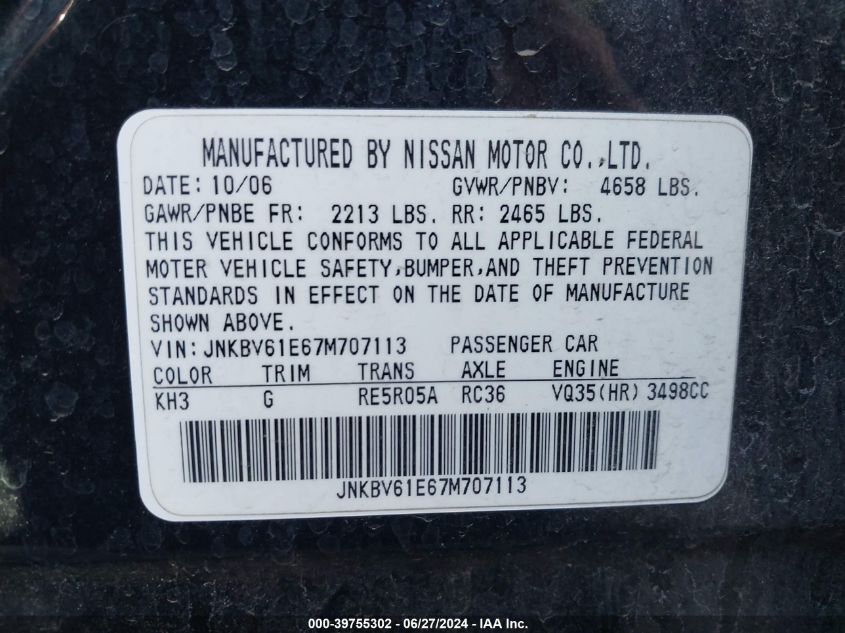 MANUFACTURED BY NISSAN MOTOR CO.,LTD.
DATE: 10/06 GVWR/PNBV: 4658 LBS.
GAWR/PNBE FR: 2213 LBS. RR: 2465 LBS.
THIS VEHICLE CONFORMS TO ALL APPLICABLE FEDERAL
MOTER VEHICLE SAFETY,BUMPER,AND THEFT PREVENTION
STANDARDS IN EFFECT ON THE DATE OF MANUFACTURE
SHOWN ABOVE.
VIN:JNKBV61E67M707113 PASSENGER CAR
COLOR TRIM TRANS AXLE ENGINE
KH3 G RE5R05A RC36 VQ35(HR) 3498CC
JNKBV61E67M707113
000-39755302 - 06/27/2024 - IAA Inc.